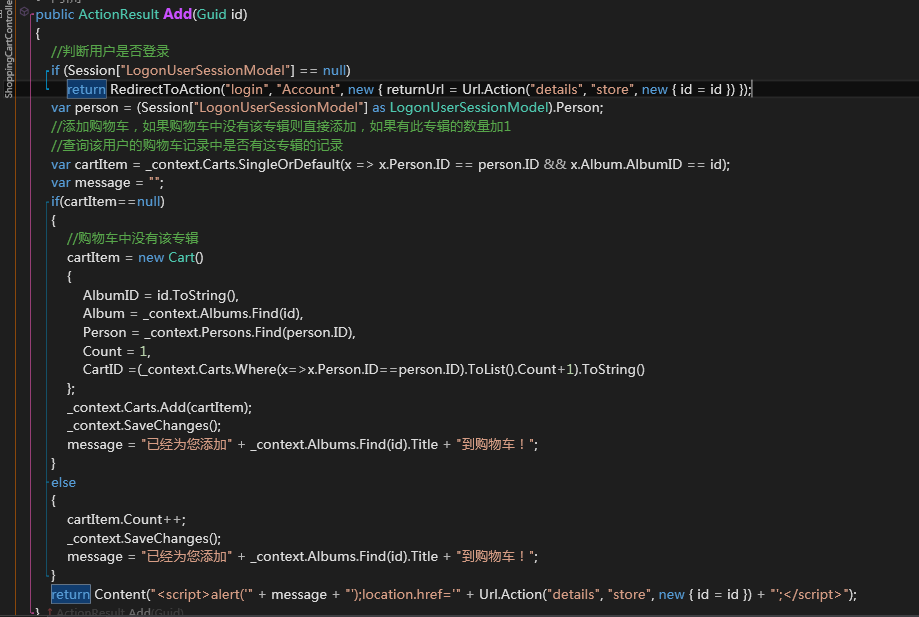 public ActionResult Add(Guid id)
{
//判断用户是否登录
if (Session["LogonUserSessionModel"] == null)
return RedirectToAction("login", "Account", new { returnUrl = Url.Action("details", "store", new { id = id }) });
var person = (Session["LogonUserSessionModel"] as LogonUserSessionModel).Person;
//添加购物车，如果购物车中没有该专辑则直接添加，如果有此专辑的数量加1
//查询该用户的购物车记录中是否有这专辑的记录
var cartItem = _context.Carts.SingleOrDefault(x => x.Person.ID == person.ID && x.Album.AlbumID == id);
var message = "";
if(cartItem==null)
{
//购物车中没有该专辑
cartItem = new Cart()
{
AlbumID = id.ToString(),
Album = _context.Albums.Find(id),
Person = _context.Persons.Find(person.ID),
Count = 1,
CartID =(_context.Carts.Where(x=>x.Person.ID==person.ID).ToList().Count+1).ToString()
};
_context.Carts.Add(cartItem);
_context.SaveChanges();
message = "已经为您添加" + _context.Albums.Find(id).Title + "到购物车！";
}
else
{
cartItem.Count++;
_context.SaveChanges();
message = "已经为您添加" + _context.Albums.Find(id).Title + "到购物车！";
}
return Content("<script>alert('" + message + "');location.href='" + Url.Action("details", "store", new { id = id }) + "';</script>");
} ↑ ActionResult Add(Guid)
ShoppingCartControlle